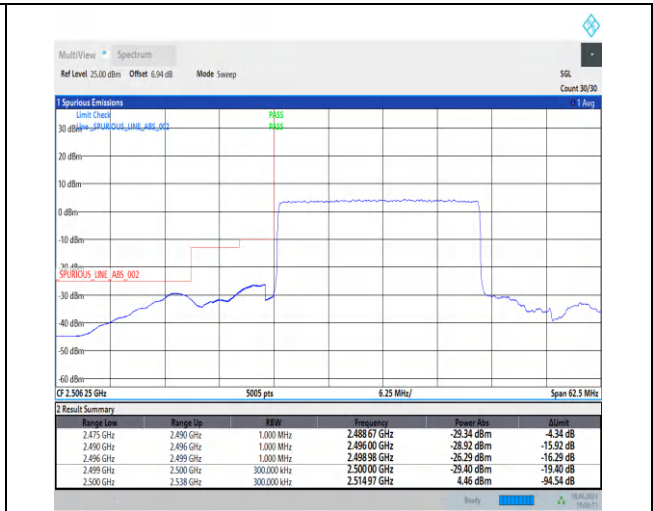 MultiView Spectrum
Ref Level 25.00 dBm Offset 6.94 dB Mode Sweep SGL
Count 30/30
1 Spurious Emissions 1 Avg
Limit Check PASS
30 dBm Line _SPURIOUS_LINE_ABS_002 PASS
20 dBm
10 dBm
0 dBm
-10 dBm
-20 dBm
SPURIOUS_LINE_ABS_002
-30 dBm
-40 dBm
-50 dBm
-60 dBm
CF 2.506 25 GHz 5005 pts 6.25 MHz/ Span 62.5 MHz
2 Result Summary
Range Low Range Up RBW Frequency Power Abs ΔLimit
2.475 GHz 2.490 GHz 1.000 MHz 2.488 67 GHz -29.34 dBm -4.34 dB
2.490 GHz 2.496 GHz 1.000 MHz 2.496 00 GHz -28.92 dBm -15.92 dB
2.496 GHz 2.499 GHz 1.000 MHz 2.498 98 GHz -26.29 dBm -16.29 dB
2.499 GHz 2.500 GHz 300.000 kHz 2.500 00 GHz -29.40 dBm -19.40 dB
2.500 GHz 2.538 GHz 300.000 kHz 2.514 97 GHz 4.46 dBm -94.54 dB
Ready